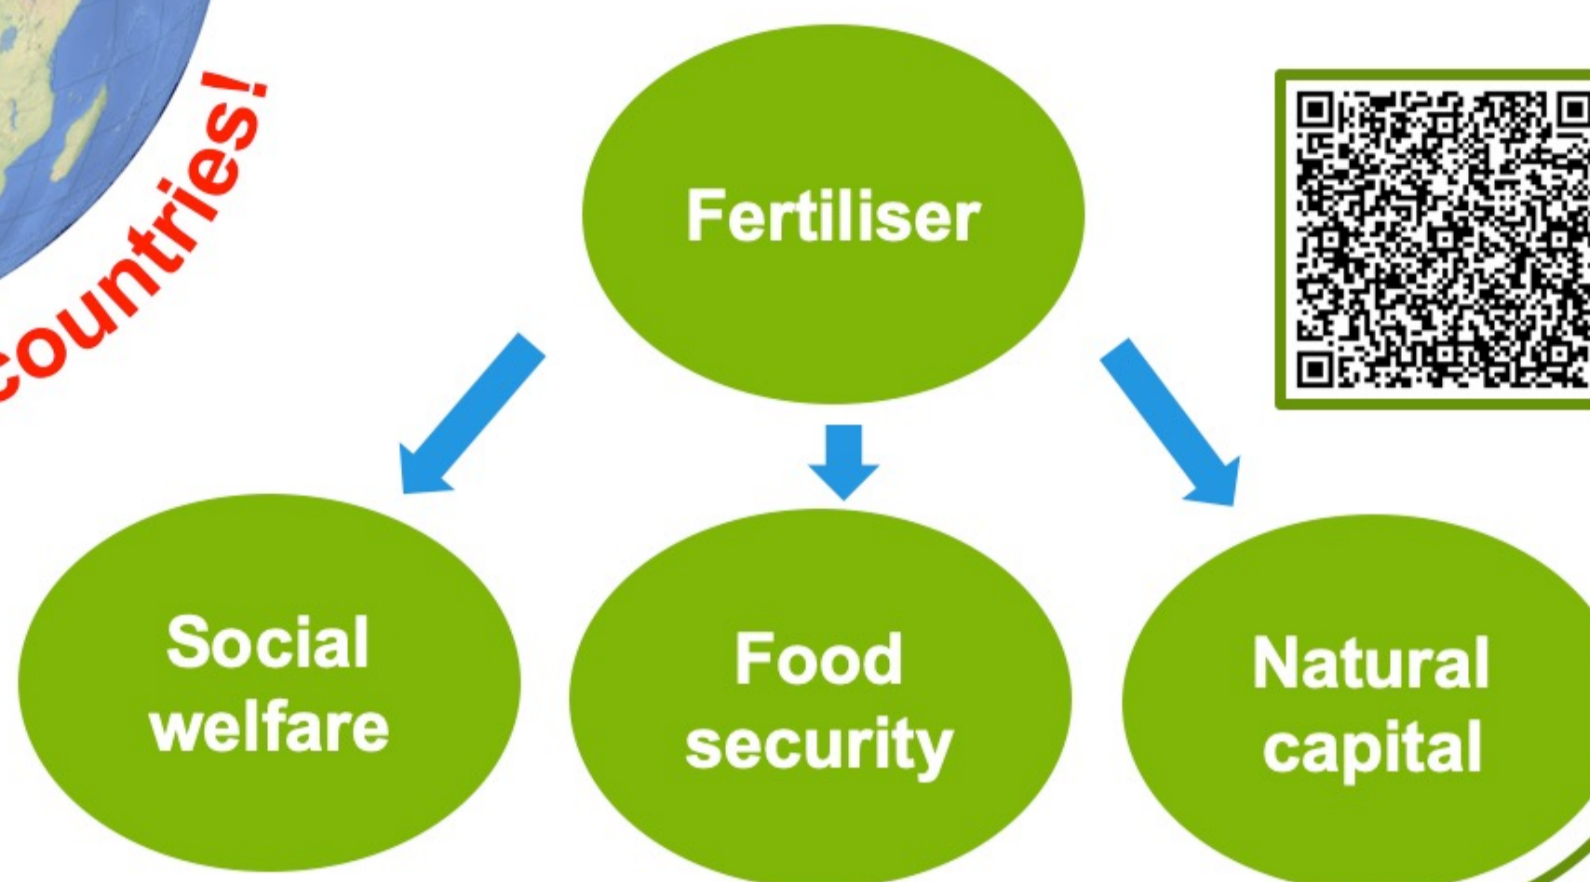 countries!
Fertiliser
Social
welfare
Food
security
Natural
capital